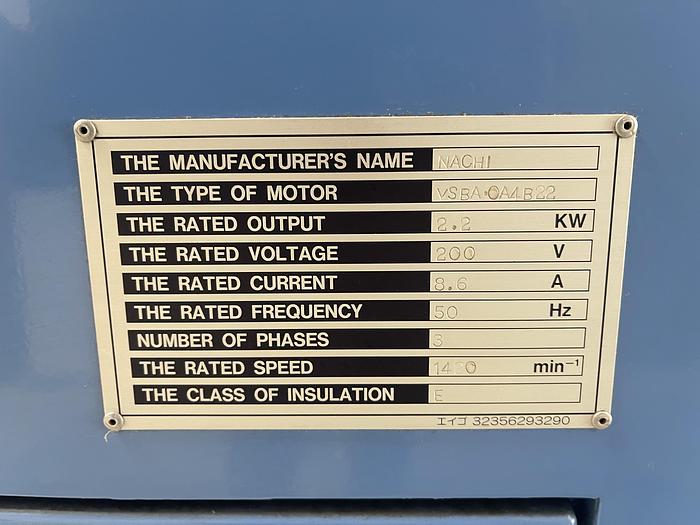 THE MANUFACTURER'S NAME NACHI
THE TYPE OF MOTOR VSBA·OA4B22
THE RATED OUTPUT 2.2 KW
THE RATED VOLTAGE 200 V
THE RATED CURRENT 8.6 A
THE RATED FREQUENCY 50 Hz
NUMBER OF PHASES 3
THE RATED SPEED min⁻¹
THE CLASS OF INSULATION E
エイゴ 32356293290